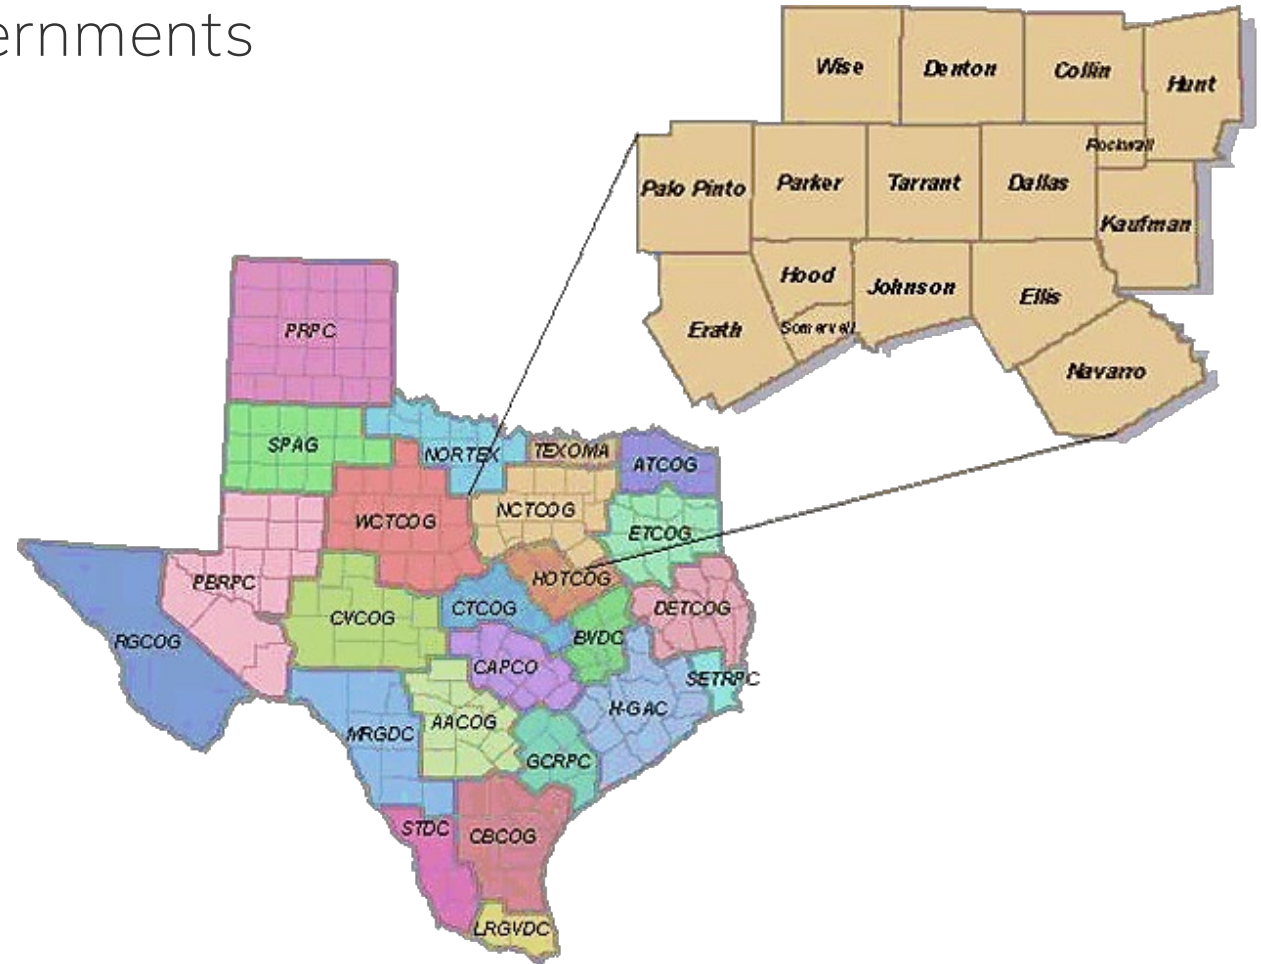 ernments
Wise
Denton
Collin
Hunt
Rockwall
Palo Pinto
Parker
Tarrant
Dallas
Kaufman
Hood
Johnson
Ellis
Erath
Somervell
Navarro
PRPC
SPAG
NORTEX
TEXOMA
ATCOG
WCTCOG
NCTCOG
ETCOG
PBRPC
HOTCOG
CVCOG
CTCOG
DETCOG
RGCOG
BVDC
CAPCO
SETRPC
H-GAC
MRGDC
AACOG
GCRPC
STDC
CBCOG
LRGVDC